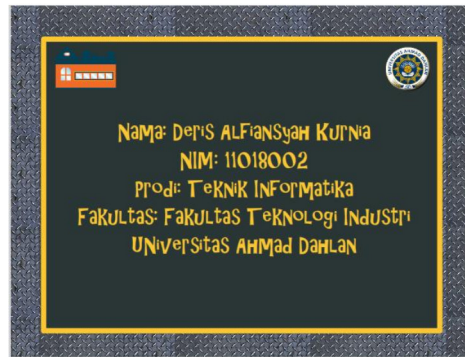 Nama: Deris Alfiansyah Kurnia
NIM: 11018002
Prodi: Teknik Informatika
Fakultas: Fakultas Teknologi Industri
Universitas Ahmad Dahlan